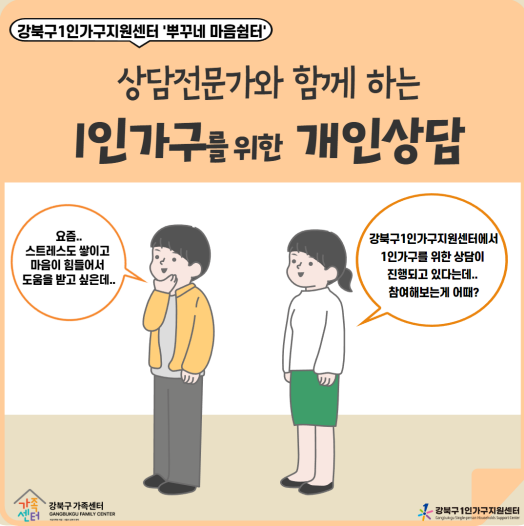 강북구1인가구지원센터 '뿌꾸네 마음쉼터'
상담전문가와 함께 하는
1인가구를 위한 개인상담
요즘..
스트레스도 쌓이고
마음이 힘들어서
도움을 받고 싶은데..
강북구1인가구지원센터에서
1인가구를 위한 상담이
진행되고 있다는데..
참여해보는게 어때?
가족센터
강북구 가족센터
GANGBUKGU FAMILY CENTER
강북구1인가구지원센터
Gangbukgu Single-person Households Support Center